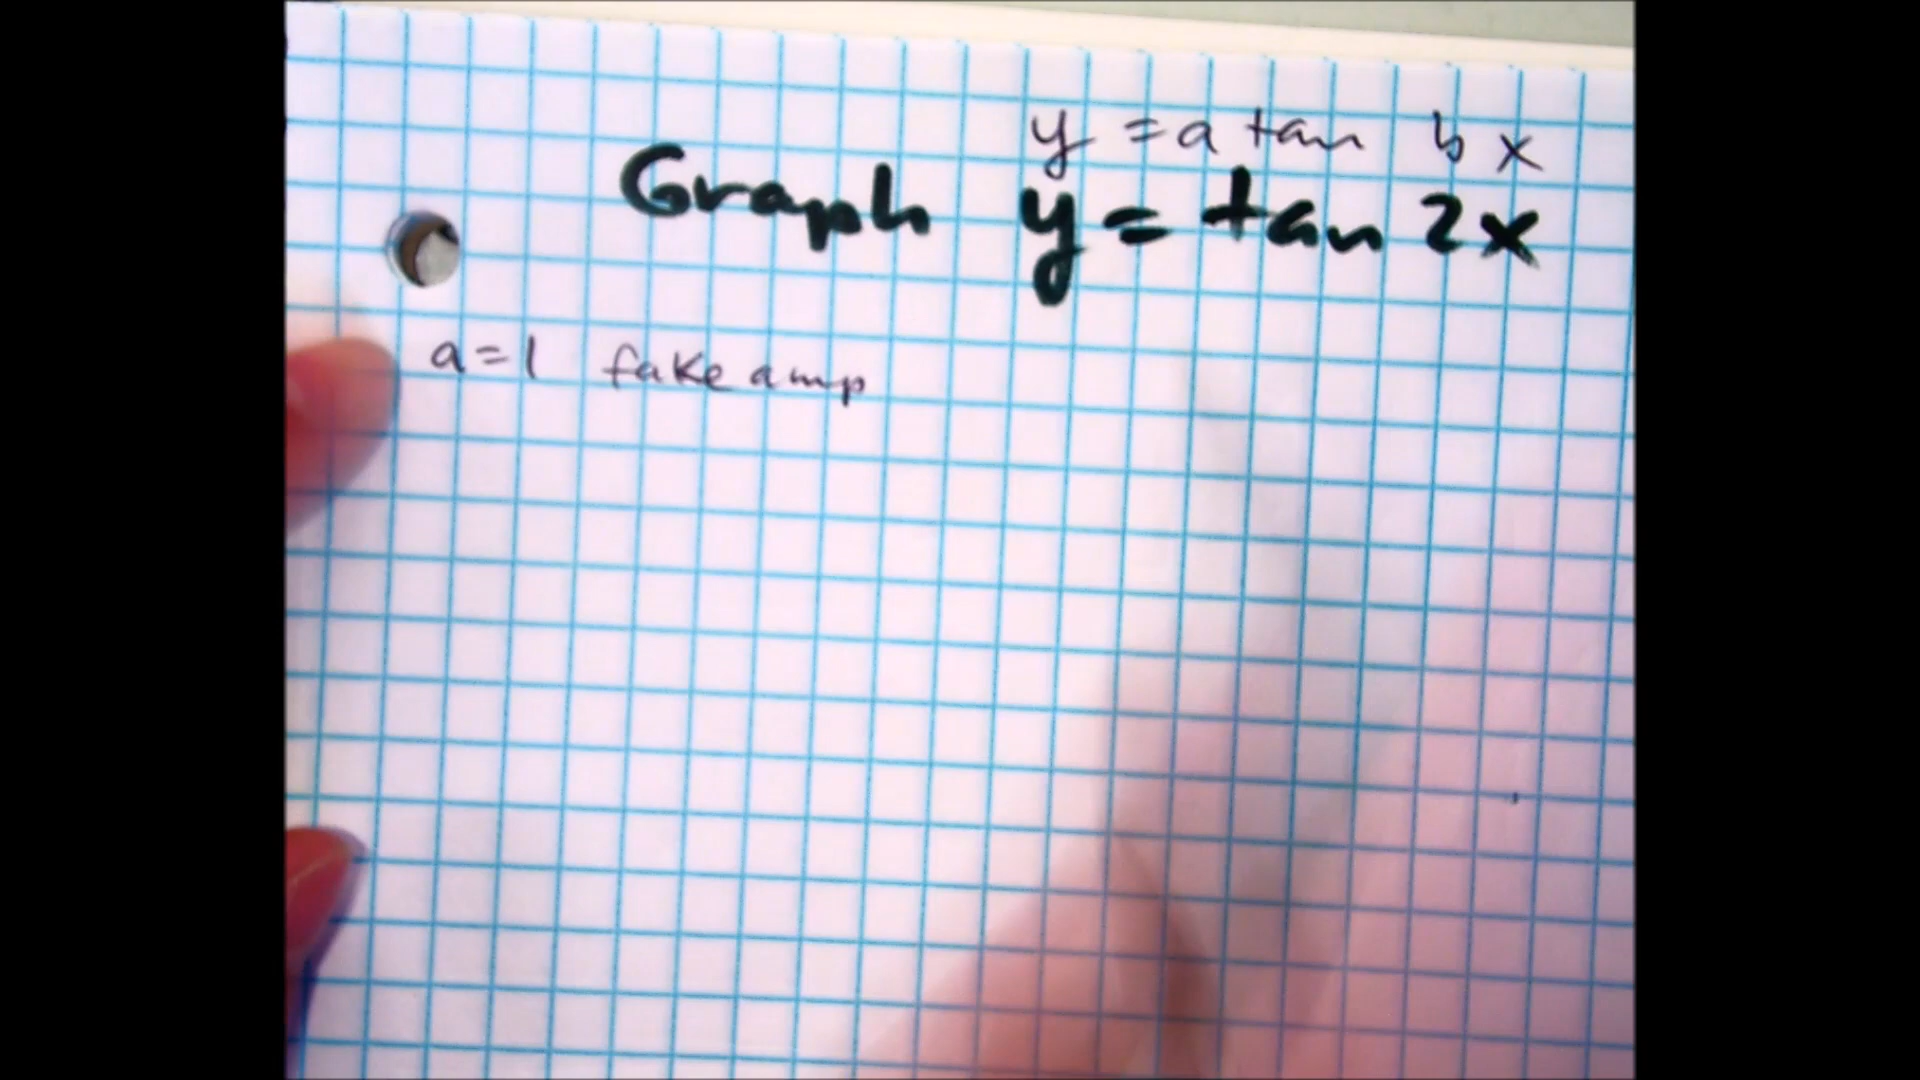 y = a tan b x
Graph y = tan 2x
a = 1 fake amp